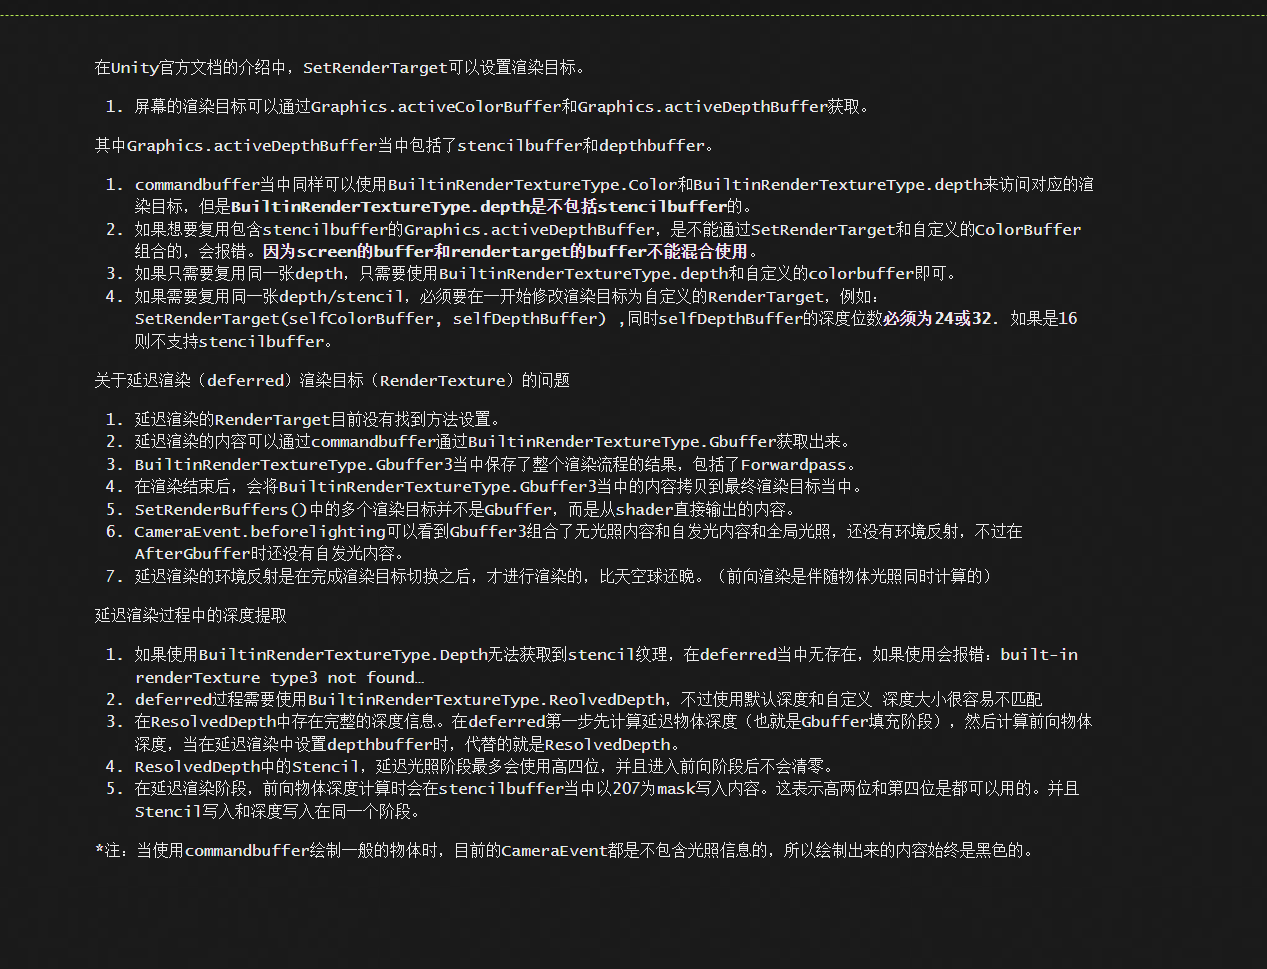 在Unity官方文档的介绍中，SetRenderTarget可以设置渲染目标。
1. 屏幕的渲染目标可以通过Graphics.activeColorBuffer和Graphics.activeDepthBuffer获取。
其中Graphics.activeDepthBuffer当中包括了stencilbuffer和depthbuffer。
1. commandbuffer当中同样可以使用BuiltinRenderTextureType.Color和BuiltinRenderTextureType.depth来访问对应的渲
染目标，但是BuiltinRenderTextureType.depth是不包括stencilbuffer的。
2. 如果想要复用包含stencilbuffer的Graphics.activeDepthBuffer，是不能通过SetRenderTarget和自定义的ColorBuffer
组合的，会报错。因为screen的buffer和rendertarget的buffer不能混合使用。
3. 如果只需要复用同一张depth，只需要使用BuiltinRenderTextureType.depth和自定义的colorbuffer即可。
4. 如果需要复用同一张depth/stencil，必须要在一开始修改渲染目标为自定义的RenderTarget，例如：
SetRenderTarget(selfColorBuffer, selfDepthBuffer) ,同时selfDepthBuffer的深度位数必须为24或32. 如果是16
则不支持stencilbuffer。
关于延迟渲染（deferred）渲染目标（RenderTexture）的问题
1. 延迟渲染的RenderTarget目前没有找到方法设置。
2. 延迟渲染的内容可以通过commandbuffer通过BuiltinRenderTextureType.Gbuffer获取出来。
3. BuiltinRenderTextureType.Gbuffer3当中保存了整个渲染流程的结果，包括了Forwardpass。
4. 在渲染结束后，会将BuiltinRenderTextureType.Gbuffer3当中的内容拷贝到最终渲染目标当中。
5. SetRenderBuffers()中的多个渲染目标并不是Gbuffer，而是从shader直接输出的内容。
6. CameraEvent.beforelighting可以看到Gbuffer3组合了无光照内容和自发光内容和全局光照，还没有环境反射，不过在
AfterGbuffer时还没有自发光内容。
7. 延迟渲染的环境反射是在完成渲染目标切换之后，才进行渲染的，比天空球还晚。（前向渲染是伴随物体光照同时计算的）
延迟渲染过程中的深度提取
1. 如果使用BuiltinRenderTextureType.Depth无法获取到stencil纹理，在deferred当中无存在，如果使用会报错：built-in
renderTexture type3 not found…
2. deferred过程需要使用BuiltinRenderTextureType.ReolvedDepth，不过使用默认深度和自定义 深度大小很容易不匹配
3. 在ResolvedDepth中存在完整的深度信息。在deferred第一步先计算延迟物体深度（也就是Gbuffer填充阶段），然后计算前向物体
深度，当在延迟渲染中设置depthbuffer时，代替的就是ResolvedDepth。
4. ResolvedDepth中的Stencil，延迟光照阶段最多会使用高四位，并且进入前向阶段后不会清零。
5. 在延迟渲染阶段，前向物体深度计算时会在stencilbuffer当中以207为mask写入内容。这表示高两位和第四位是都可以用的。并且
Stencil写入和深度写入在同一个阶段。
*注：当使用commandbuffer绘制一般的物体时，目前的CameraEvent都是不包含光照信息的，所以绘制出来的内容始终是黑色的。